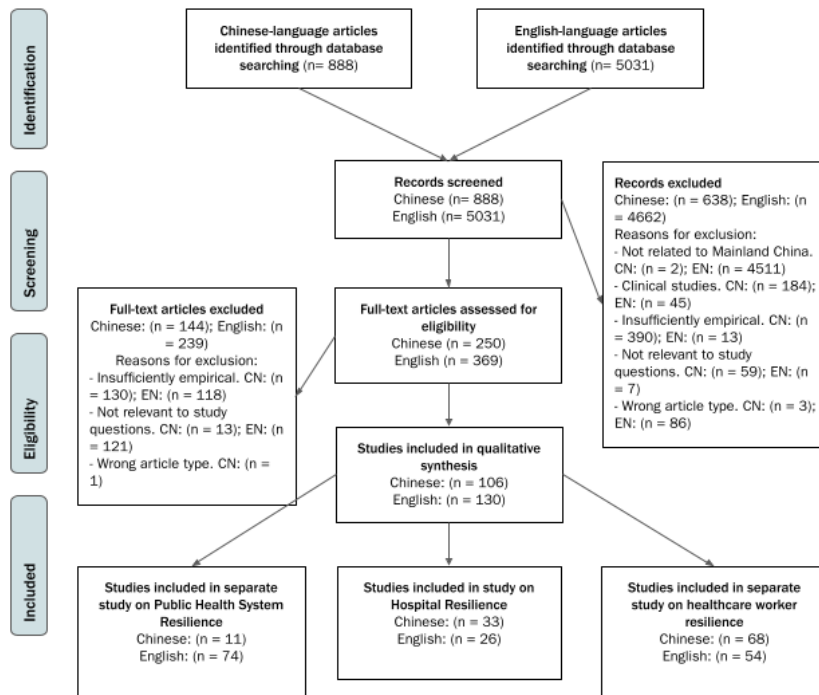 Identification
Chinese-language articles
identified through database
searching (n= 888)
English-language articles
identified through database
searching (n= 5031)
Screening
Records screened
Chinese (n= 888)
English (n= 5031)
Records excluded
Chinese: (n = 638); English: (n
= 4662)
Reasons for exclusion:
- Not related to Mainland China.
CN: (n = 2); EN: (n = 4511)
- Clinical studies. CN: (n = 184);
EN: (n = 45)
- Insufficiently empirical. CN: (n
= 390); EN: (n = 13)
- Not relevant to study
questions. CN: (n = 59); EN: (n
= 7)
- Wrong article type. CN: (n = 3);
EN: (n = 86)
Eligibility
Full-text articles excluded
Chinese: (n = 144); English: (n
= 239)
Reasons for exclusion:
- Insufficiently empirical. CN: (n
= 130); EN: (n = 118)
- Not relevant to study
questions. CN: (n = 13); EN: (n
= 121)
- Wrong article type. CN: (n =
1)
Full-text articles assessed for
eligibility
Chinese (n = 250)
English (n = 369)
Studies included in qualitative
synthesis
Chinese: (n = 106)
English: (n = 130)
Included
Studies included in separate
study on Public Health System
Resilience
Chinese: (n = 11)
English: (n = 74)
Studies included in study on
Hospital Resilience
Chinese: (n = 33)
English: (n = 26)
Studies included in separate
study on healthcare worker
resilience
Chinese: (n = 68)
English: (n = 54)